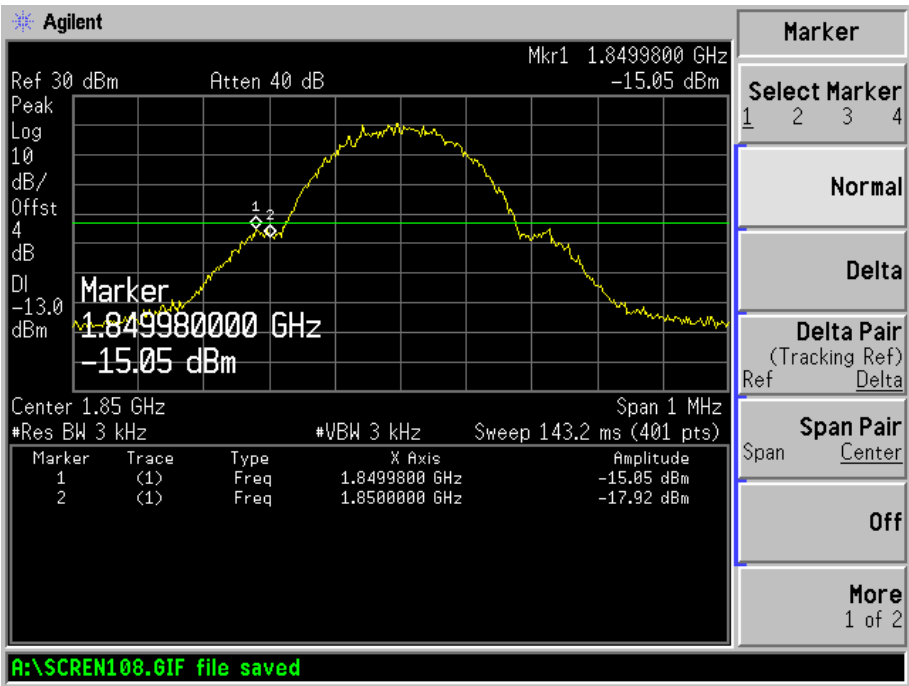 Agilent
Marker
Mkr1 1.8499800 GHz
Ref 30 dBm Atten 40 dB -15.05 dBm
Peak
Log
10
dB/
Offst
4
dB
DI
-13.0
dBm
1
2
Marker
1.849980000 GHz
-15.05 dBm
Center 1.85 GHz Span 1 MHz
#Res BW 3 kHz #VBW 3 kHz Sweep 143.2 ms (401 pts)
Marker Trace Type X Axis Amplitude
1 (1) Freq 1.8499800 GHz -15.05 dBm
2 (1) Freq 1.8500000 GHz -17.92 dBm
Select Marker
1 2 3 4
Normal
Delta
Delta Pair
(Tracking Ref)
Ref Delta
Span Pair
Span Center
Off
More
1 of 2
A:\SCREN108.GIF file saved